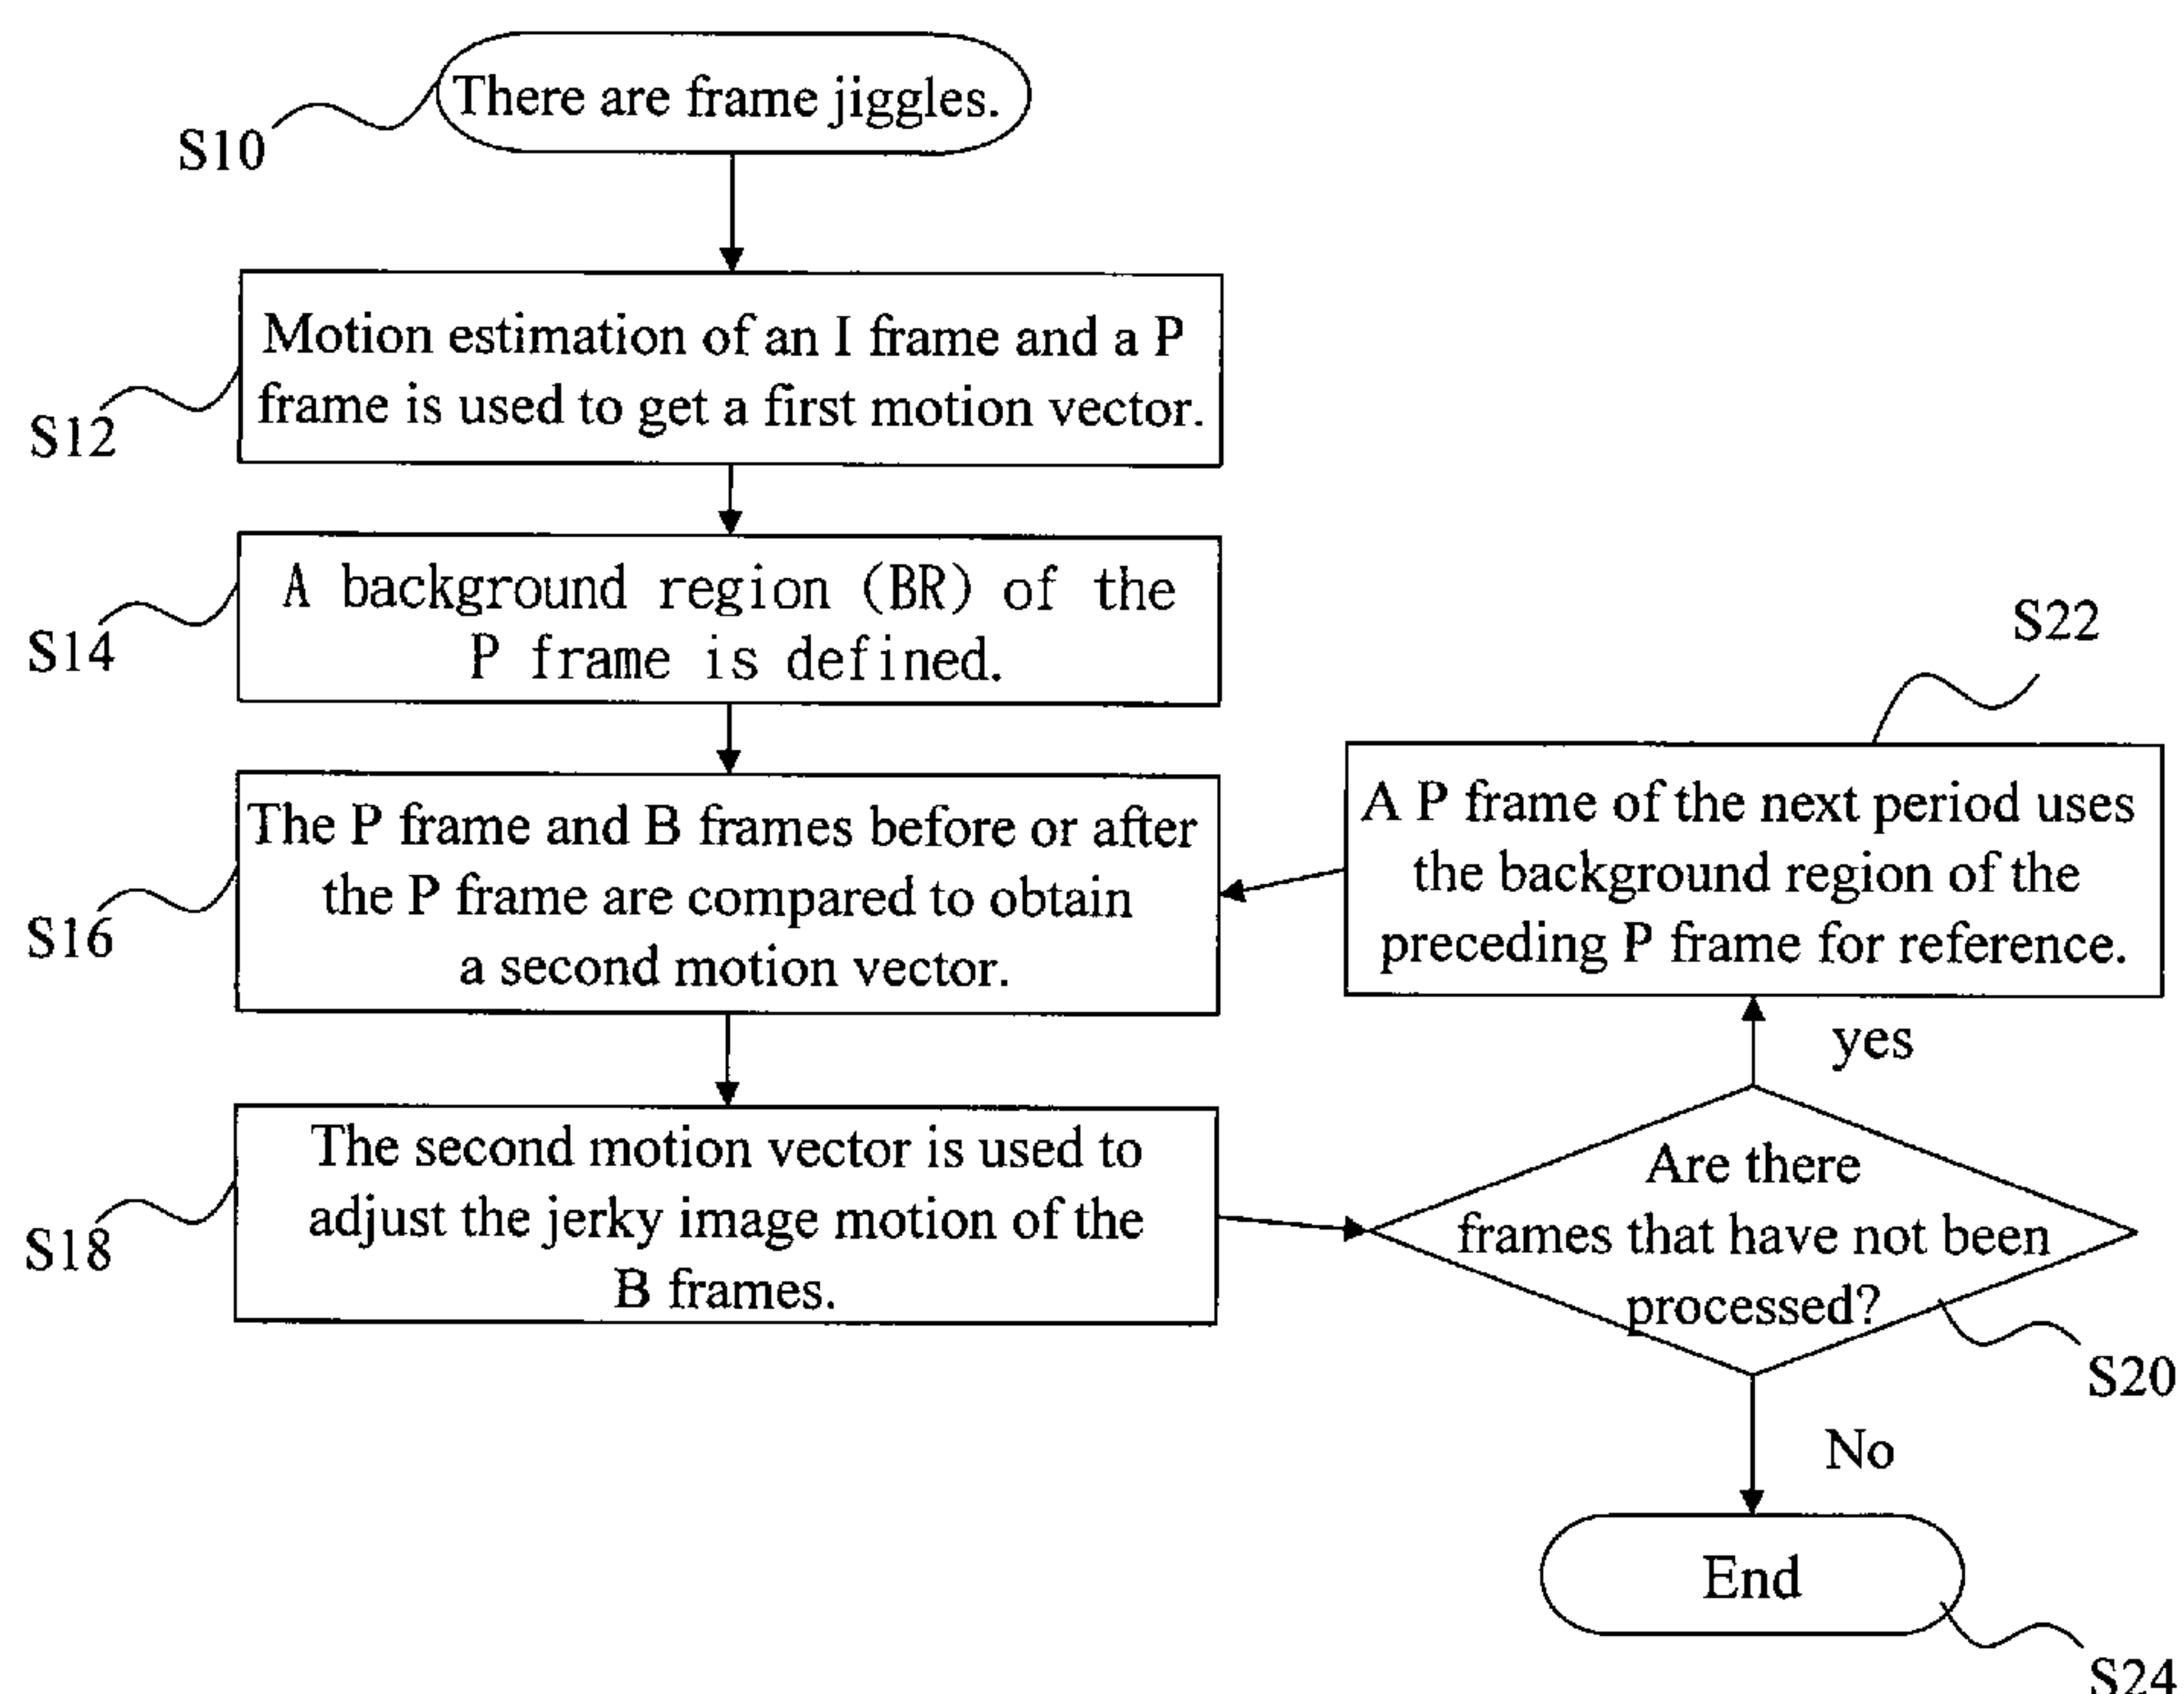 There are frame jiggles.
S10
Motion estimation of an I frame and a P
frame is used to get a first motion vector.
S12
A background region (BR) of the
P frame is defined.
S14
The P frame and B frames before or after
the P frame are compared to obtain
a second motion vector.
S16
The second motion vector is used to
adjust the jerky image motion of the
B frames.
S18
Are there
frames that have not been
processed?
S20
yes
S22
A P frame of the next period uses
the background region of the
preceding P frame for reference.
No
End
S24